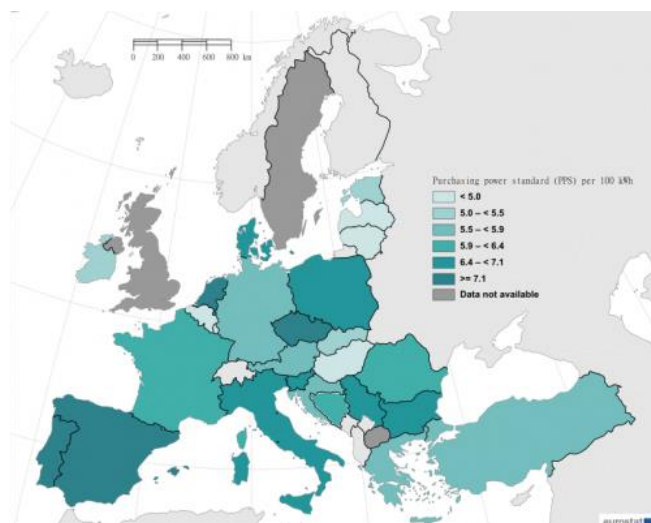 km
0 200 400 600 800
Purchasing power standard (PPS) per 100 kWh
< 5.0
5.0 – < 5.5
5.5 – < 5.9
5.9 – < 6.4
6.4 – < 7.1
>= 7.1
Data not available
eurostat